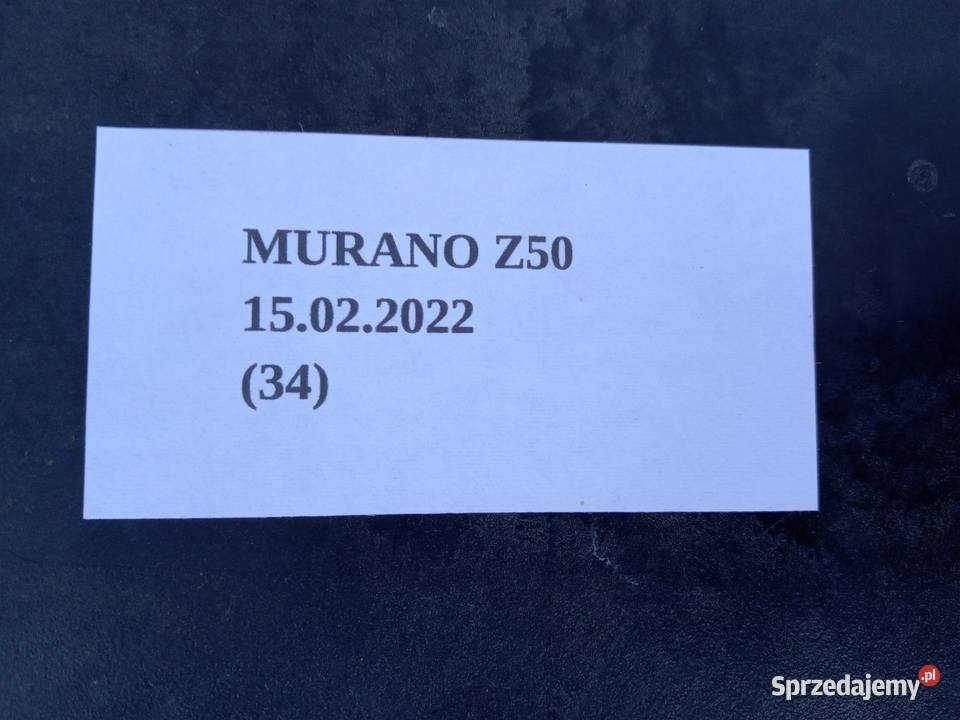 MURANO Z50
15.02.2022
(34)
Sprzedajemy.pl